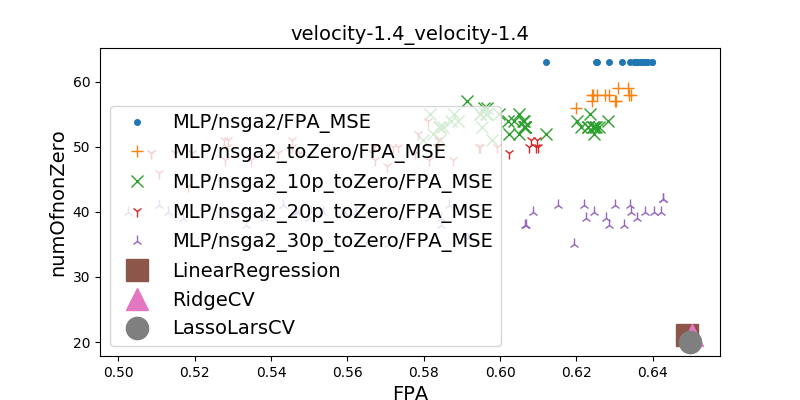 velocity-1.4_velocity-1.4
numOfnonZero
60
50
40
30
20
MLP/nsga2/FPA_MSE
MLP/nsga2_toZero/FPA_MSE
MLP/nsga2_10p_toZero/FPA_MSE
MLP/nsga2_20p_toZero/FPA_MSE
MLP/nsga2_30p_toZero/FPA_MSE
LinearRegression
RidgeCV
LassoLarsCV
0.50 0.52 0.54 0.56 0.58 0.60 0.62 0.64
FPA